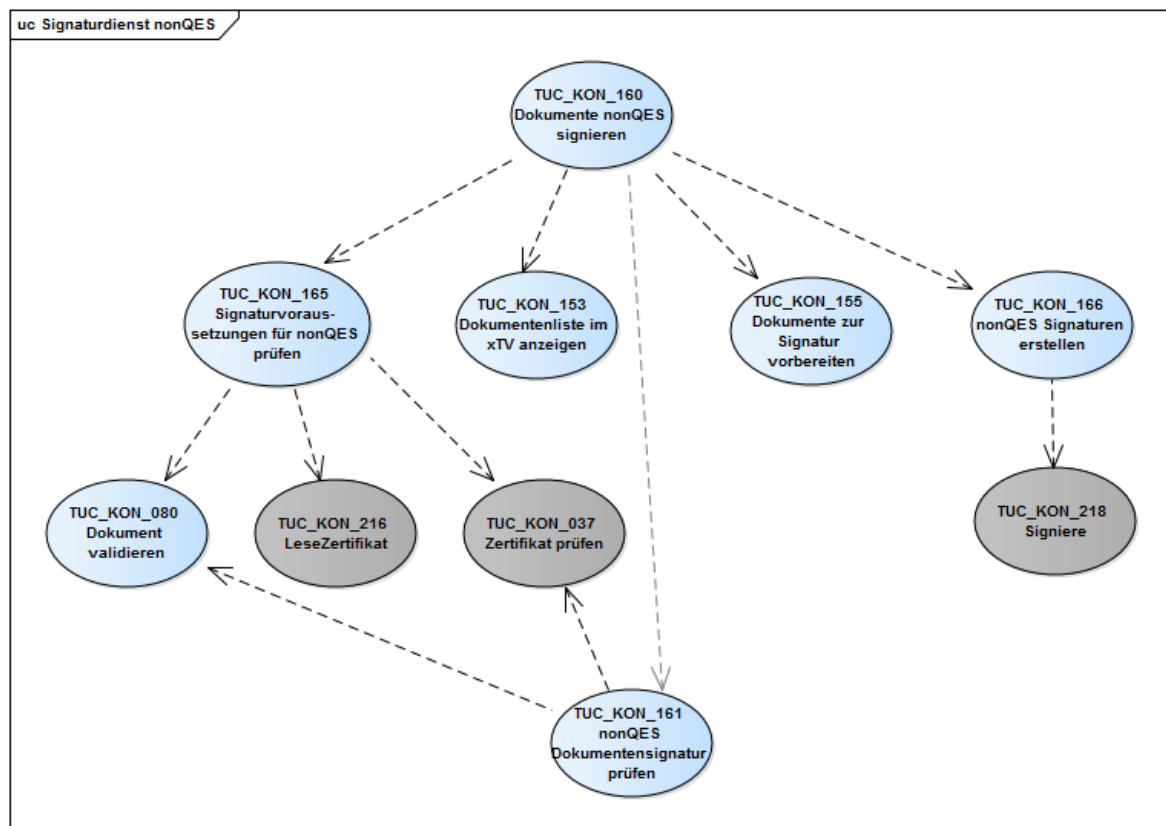 uc Signaturdienst nonQES
TUC_KON_160
Dokumente nonQES
signieren
TUC_KON_165
Signaturvoraus-
setzungen für nonQES
prüfen
TUC_KON_153
Dokumentenliste im
xTV anzeigen
TUC_KON_155
Dokumente zur
Signatur
vorbereiten
TUC_KON_166
nonQES Signaturen
erstellen
TUC_KON_080
Dokument
validieren
TUC_KON_216
LeseZertifikat
TUC_KON_037
Zertifikat prüfen
TUC_KON_218
Signiere
TUC_KON_161
nonQES
Dokumentensignatur
prüfen